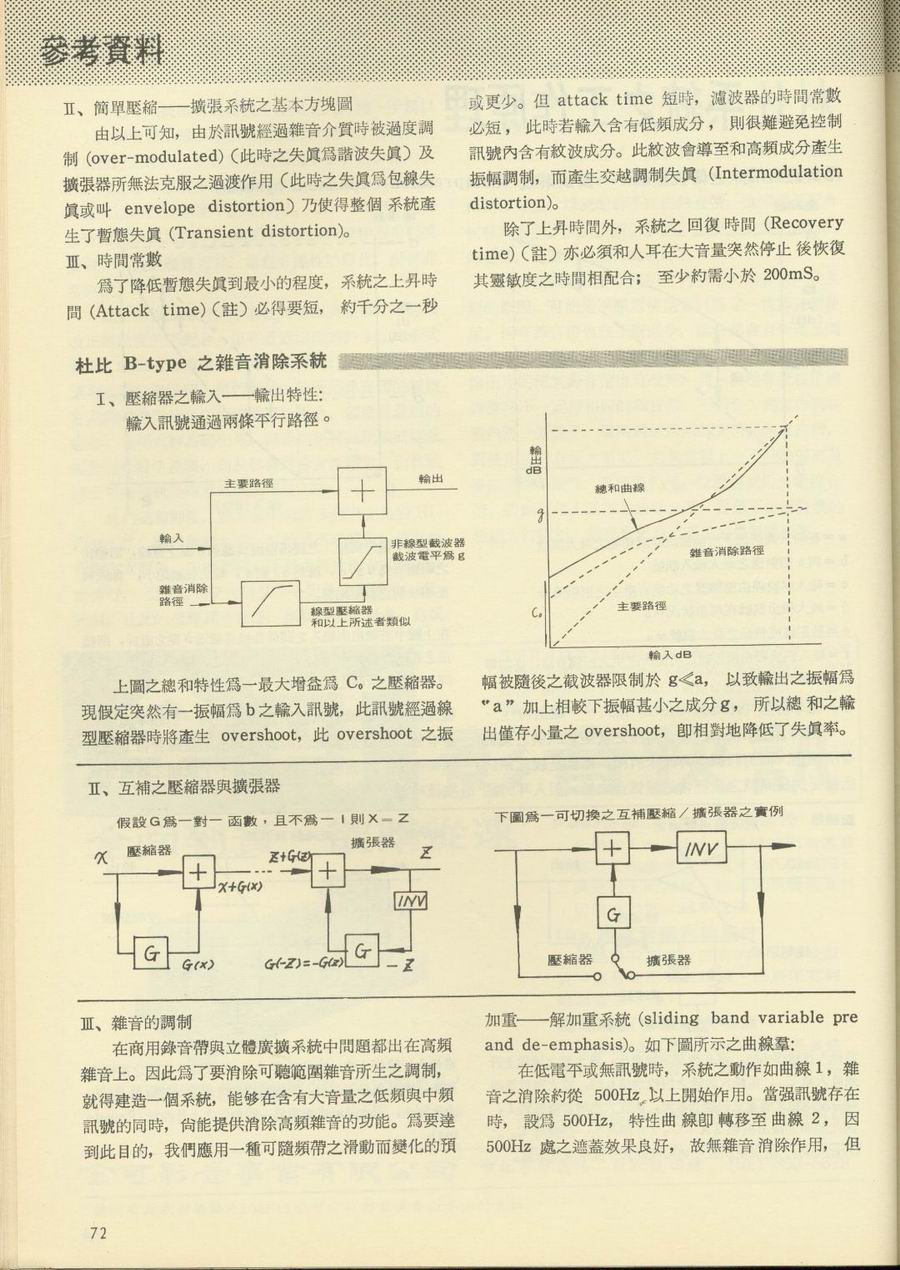 參考資料
Ⅱ、簡單壓縮——擴張系統之基本方塊圖
由以上可知，由於訊號經過雜音介質時被過度調
制 (over-modulated)（此時之失眞爲諧波失眞）及
擴張器所無法克服之過渡作用（此時之失眞爲包線失
眞或叫 envelope distortion) 乃使得整個 系統產
生了暫態失眞 (Transient distortion)。
Ⅲ、時間常數
爲了降低暫態失眞到最小的程度，系統之上昇時
間 (Attack time)（註）必得要短， 約千分之一秒
或更少。但 attack time 短時，濾波器的時間常數
必短， 此時若輸入含有低頻成分， 則很難避免控制
訊號內含有紋波成分。此紋波會導至和高頻成分產生
振幅調制，而產生交越調制失眞 (Intermodulation
distortion)。
除了上昇時間外，系統之 回復 時間 (Recovery
time)（註）亦必須和人耳在大音量突然停止 後恢復
其靈敏度之時間相配合； 至少約需小於 200mS。
杜比 B-type 之雜音消除系統
Ⅰ、壓縮器之輸入——輸出特性:
輸入訊號通過兩條平行路徑。
主要路徑
+
輸出
輸入
非線型截波器
截波電平爲 g
雜音消除
路徑
線型壓縮器
和以上所述者類似
輸出
dB
總和曲線
g
雜音消除路徑
主要路徑
C₀
輸入dB
上圖之總和特性爲一最大增益爲 C₀ 之壓縮器。
現假定突然有一振幅爲 b 之輸入訊號，此訊號經過線
型壓縮器時將產生 overshoot，此 overshoot 之振
幅被隨後之截波器限制於 g≪a， 以致輸出之振幅爲
“a” 加上相較下振幅甚小之成分 g， 所以總 和之輸
出僅存小量之 overshoot，卽相對地降低了失眞率。
Ⅱ、互補之壓縮器與擴張器
假設G爲一對一 函數，且不爲一 1 則 X = Z
x
壓縮器
+
x+G(x)
G
G(x)
z+G(z)
+
擴張器
Z
INV
G
G(-Z)=-G(z)
-Z
下圖爲一可切換之互補壓縮／擴張器之實例
+
INV
G
壓縮器
擴張器
Ⅲ、雜音的調制
在商用錄音帶與立體廣擴系統中問題都出在高頻
雜音上。因此爲了要消除可聽範圍雜音所生之調制，
就得建造一個系統，能够在含有大音量之低頻與中頻
訊號的同時，尙能提供消除高頻雜音的功能。爲要達
到此目的，我們應用一種可隨頻帶之滑動而變化的預
加重——解加重系統 (sliding band variable pre
and de-emphasis)。如下圖所示之曲線羣:
在低電平或無訊號時，系統之動作如曲線 1，雜
音之消除約從 500Hz 以上開始作用。當强訊號存在
時， 設爲 500Hz， 特性曲 線卽 轉移至 曲線 2， 因
500Hz 處之遮蓋效果良好， 故無雜音 消除作用， 但
72